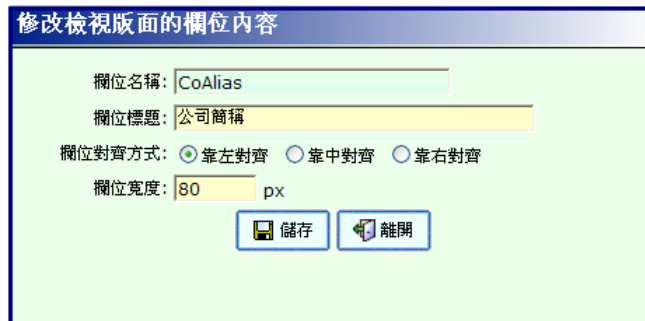 修改檢視版面的欄位內容
欄位名稱: CoAlias
欄位標題: 公司簡稱
欄位對齊方式: 靠左對齊 靠中對齊 靠右對齊
欄位寬度: 80 px
儲存 離開